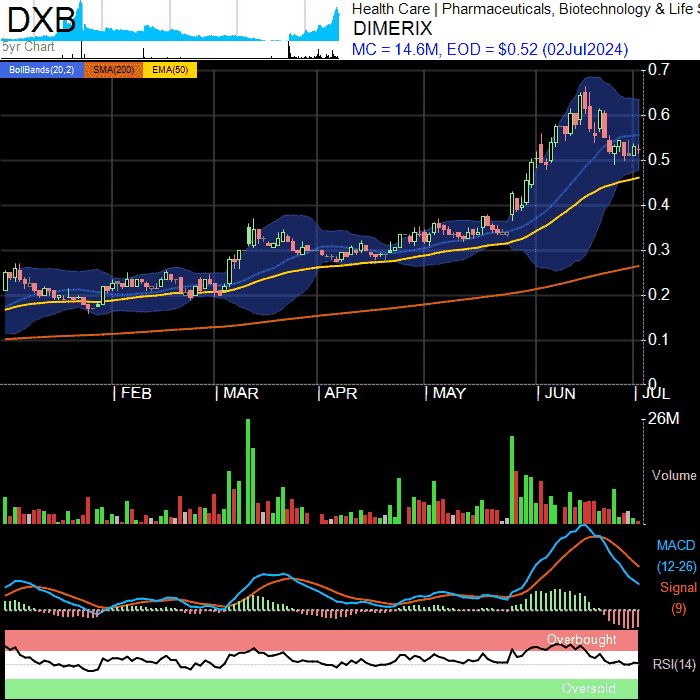 DXB
5yr Chart
Health Care | Pharmaceuticals, Biotechnology & Life S
DIMERIX
MC = 14.6M, EOD = $0.52 (02Jul2024)
BollBands(20,2) SMA(200) EMA(50)
0.7
0.6
0.5
0.4
0.3
0.2
0.1
0
FEB MAR APR MAY JUN JUL
26M
Volume
MACD
(12-26)
Signal
(9)
Overbought
RSI(14)
Oversold